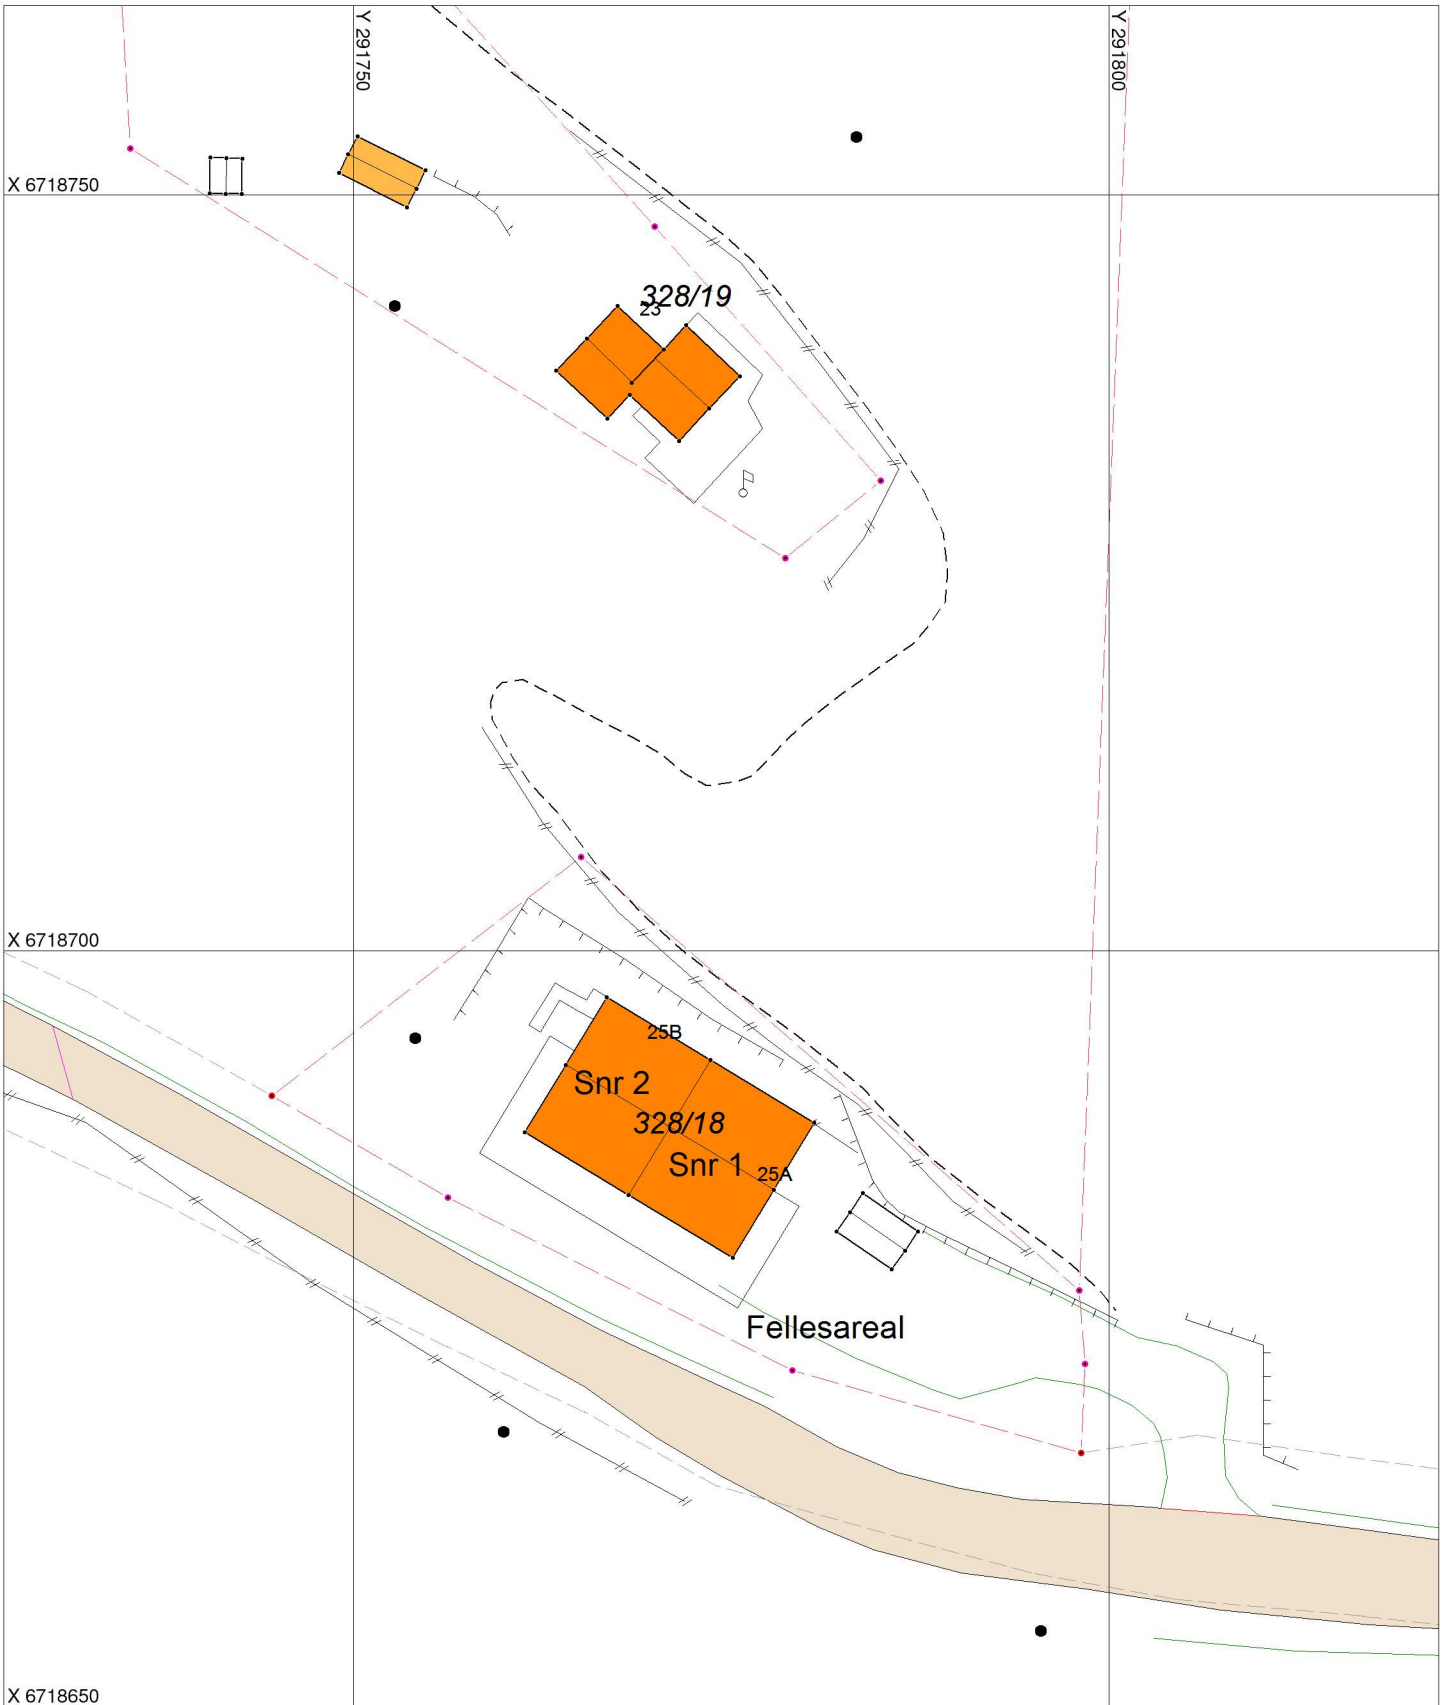 Y 291750
Y 291800
X 6718750
328/19
23
X 6718700
25B
Snr 2
328/18
Snr 1
25A
Fellesareal
X 6718650